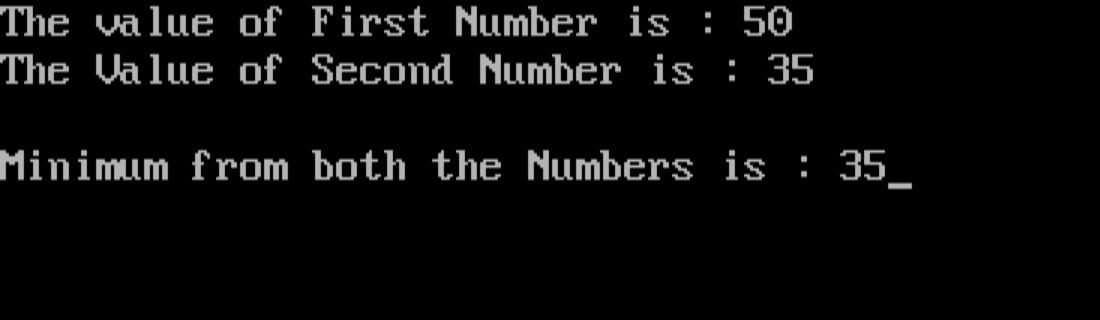 The value of First Number is : 50
The Value of Second Number is : 35
Minimum from both the Numbers is : 35_